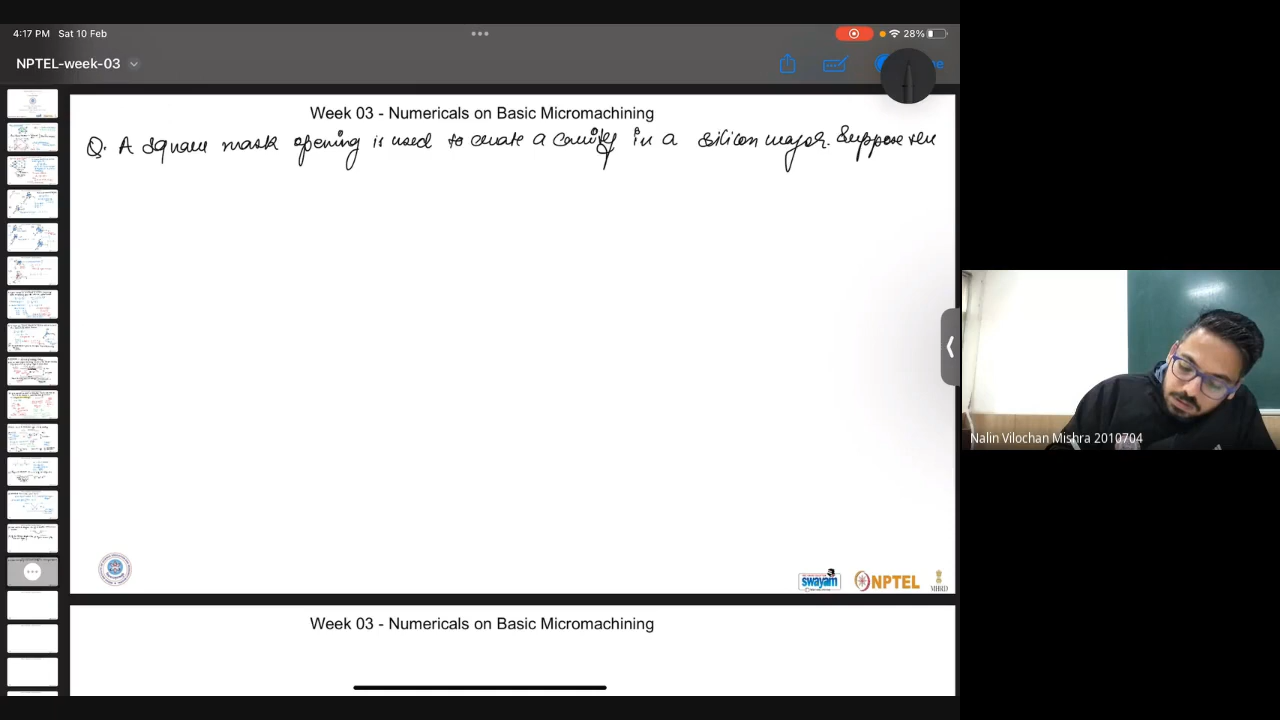 4:17 PM Sat 10 Feb
28%
NPTEL-week-03
Week 03 - Numericals on Basic Micromachining
Q. A square mask opening is used to create a cavity in a silicon Suppose
swayam
NPTEL
MHRD
Week 03 - Numericals on Basic Micromachining
Nalin Vilochan Mishra 2010704